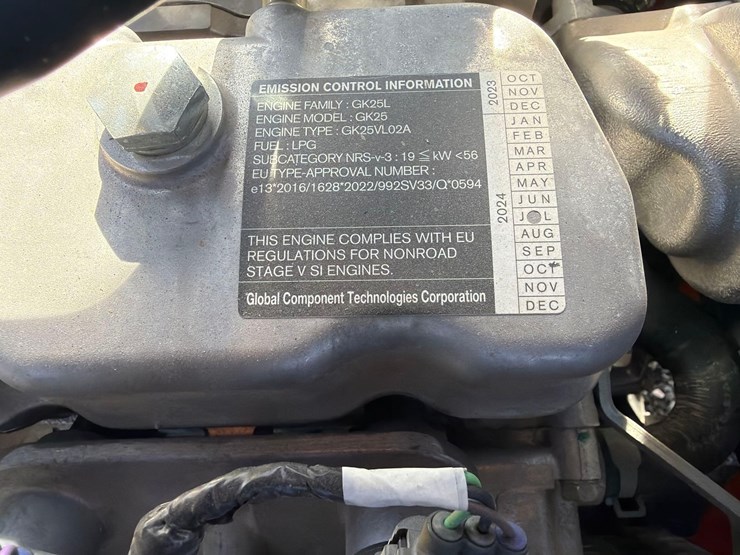 EMISSION CONTROL INFORMATION
ENGINE FAMILY : GK25L
ENGINE MODEL : GK25
ENGINE TYPE : GK25VL02A
FUEL : LPG
SUBCATEGORY NRS-v-3 : 19 ≦ kW <56
EU TYPE-APPROVAL NUMBER :
e13*2016/1628*2022/992SV33/Q*0594
THIS ENGINE COMPLIES WITH EU
REGULATIONS FOR NONROAD
STAGE V SI ENGINES.
Global Component Technologies Corporation
2023
OCT
NOV
DEC
2024
JAN
FEB
MAR
APR
MAY
JUN
JUL
AUG
SEP
OCT
NOV
DEC